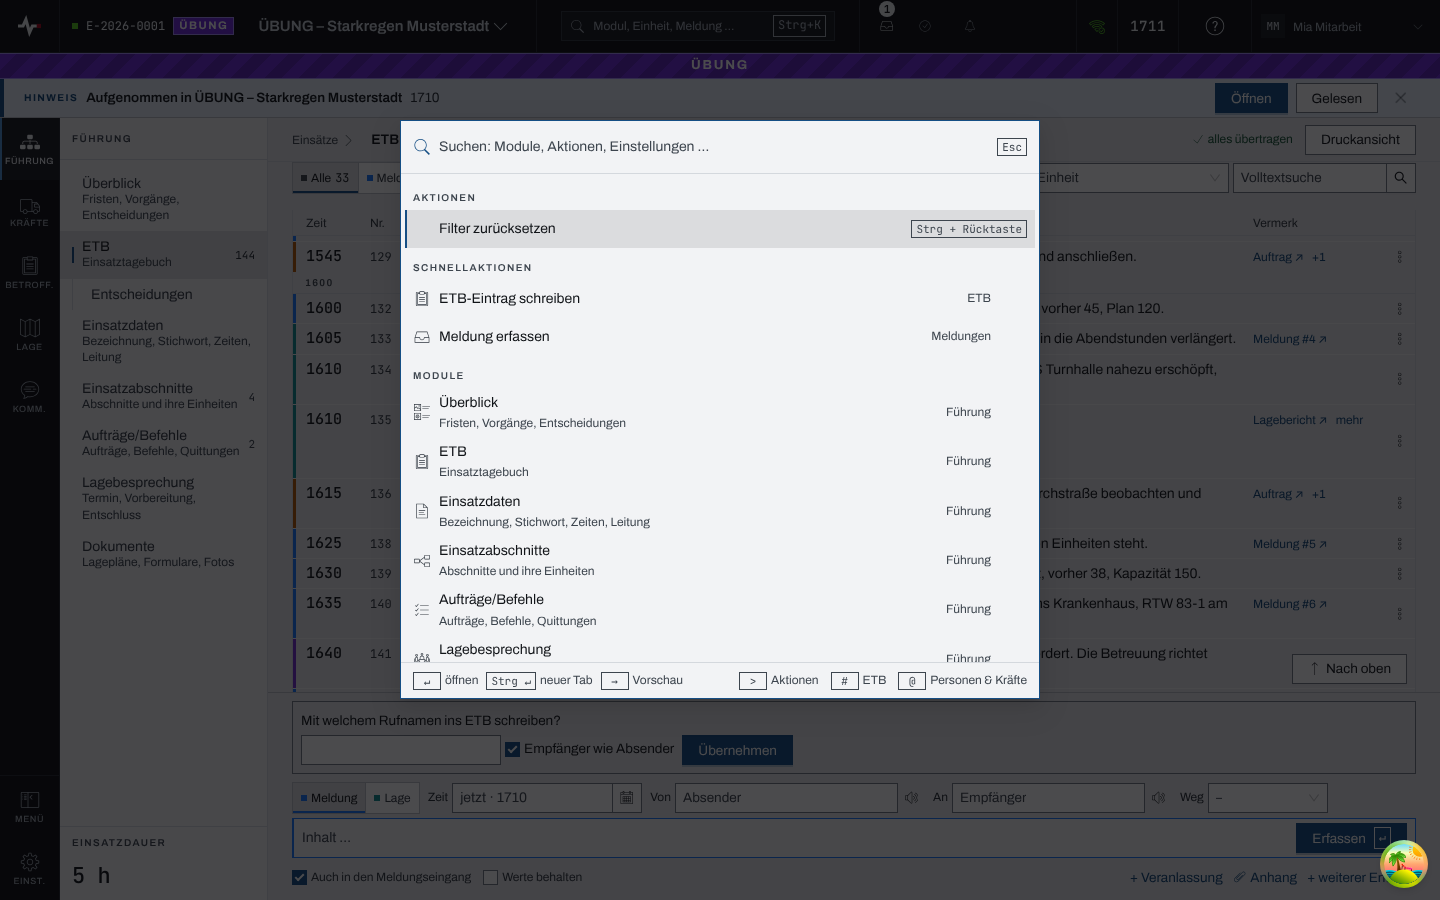 E-2026-0001 ÜBUNG ÜBUNG – Starkregen Musterstadt
Modul, Einheit, Meldung ... Strg+K
1
1711
MM Mia Mitarbeit
ÜBUNG
HINWEIS Aufgenommen in ÜBUNG – Starkregen Musterstadt 1710
Öffnen Gelesen
FÜHRUNG
KRÄFTE
BETROFF.
LAGE
KOMM.
MENÜ
EINST.
FÜHRUNG
Überblick
Fristen, Vorgänge,
Entscheidungen
ETB
Einsatztagebuch 144
Entscheidungen
Einsatzdaten
Bezeichnung, Stichwort, Zeiten,
Leitung
Einsatzabschnitte
Abschnitte und ihre Einheiten 4
Aufträge/Befehle
Aufträge, Befehle, Quittungen 2
Lagebesprechung
Termin, Vorbereitung,
Entschluss
Dokumente
Lagepläne, Formulare, Fotos
EINSATZDAUER
5 h
Einsätze ETB
alles übertragen Druckansicht
Alle 33
Einheit Volltextsuche
Zeit Nr. Vermerk
1545 129 anschließen. Auftrag ↗ +1
1600
1600 132 vorher 45, Plan 120.
1605 133 in die Abendstunden verlängert. Meldung #4 ↗
1610 134 Turnhalle nahezu erschöpft,
1610 135 Lagebericht ↗ mehr
1615 136 beobachten und Auftrag ↗ +1
1625 138 Einheiten steht. Meldung #5 ↗
1630 139 vorher 38, Kapazität 150.
1635 140 Krankenhaus, RTW 83-1 am Meldung #6 ↗
1640 141 Die Betreuung richtet
↑ Nach oben
Suchen: Module, Aktionen, Einstellungen ... Esc
AKTIONEN
Filter zurücksetzen Strg + Rücktaste
SCHNELLAKTIONEN
ETB-Eintrag schreiben ETB
Meldung erfassen Meldungen
MODULE
Überblick
Fristen, Vorgänge, Entscheidungen Führung
ETB
Einsatztagebuch Führung
Einsatzdaten
Bezeichnung, Stichwort, Zeiten, Leitung Führung
Einsatzabschnitte
Abschnitte und ihre Einheiten Führung
Aufträge/Befehle
Aufträge, Befehle, Quittungen Führung
Lagebesprechung
Führung
↵ öffnen Strg ↵ neuer Tab → Vorschau > Aktionen # ETB @ Personen & Kräfte
Mit welchem Rufnamen ins ETB schreiben?
Empfänger wie Absender Übernehmen
Meldung Lage Zeit jetzt · 1710 Von Absender An Empfänger Weg –
Inhalt ... Erfassen ↵
Auch in den Meldungseingang Werte behalten
+ Veranlassung Anhang + weiterer